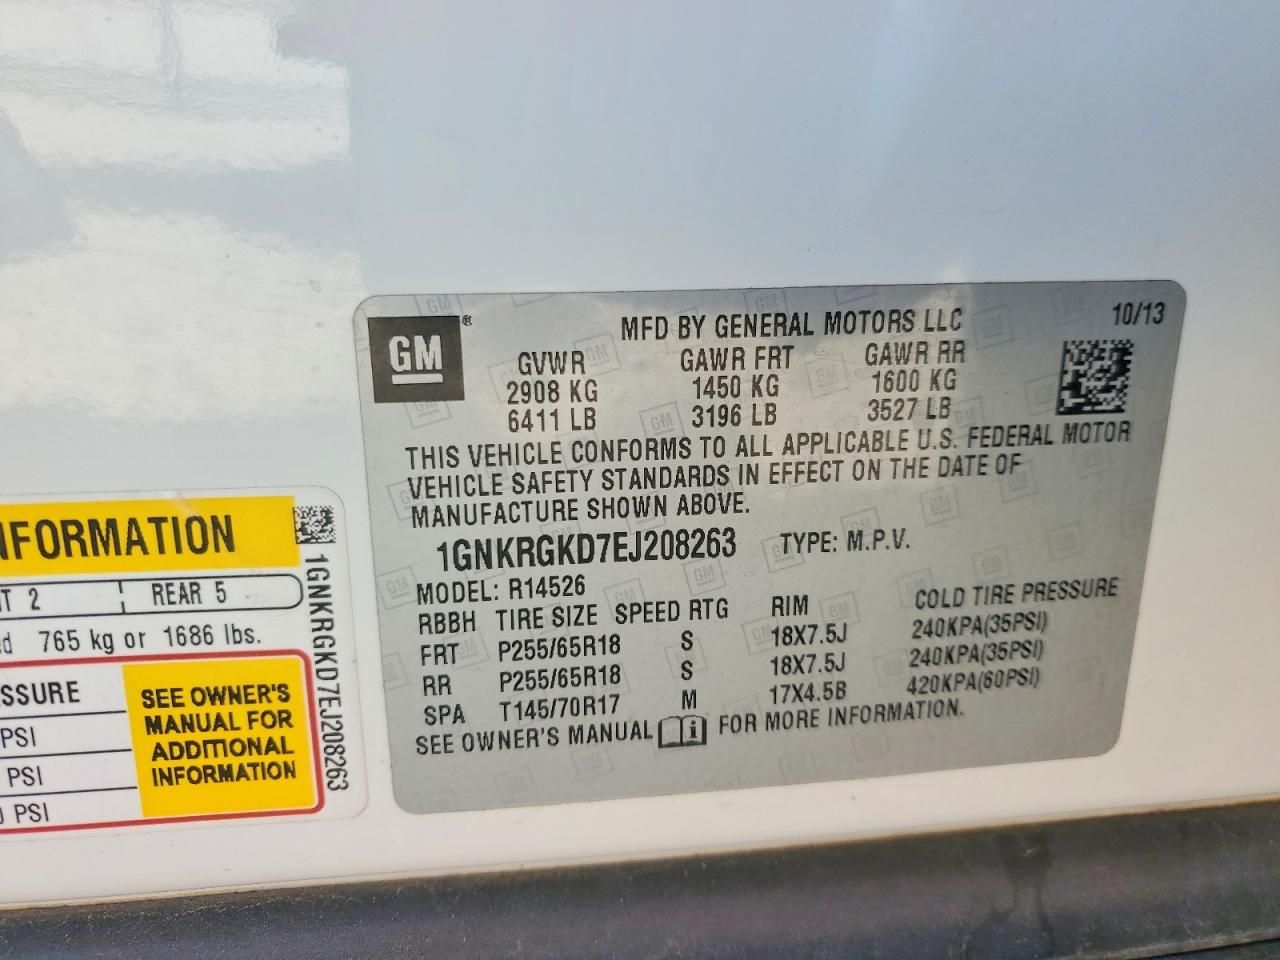 GM
®
MFD BY GENERAL MOTORS LLC
10/13
GVWR GAWR FRT GAWR RR
2908 KG 1450 KG 1600 KG
6411 LB 3196 LB 3527 LB
THIS VEHICLE CONFORMS TO ALL APPLICABLE U.S. FEDERAL MOTOR
VEHICLE SAFETY STANDARDS IN EFFECT ON THE DATE OF
MANUFACTURE SHOWN ABOVE.
1GNKRGKD7EJ208263 TYPE: M.P.V.
MODEL: R14526
RBBH TIRE SIZE SPEED RTG RIM COLD TIRE PRESSURE
FRT P255/65R18 S 18X7.5J 240KPA(35PSI)
RR P255/65R18 S 18X7.5J 240KPA(35PSI)
SPA T145/70R17 M 17X4.5B 420KPA(60PSI)
SEE OWNER'S MANUAL i FOR MORE INFORMATION.
NFORMATION
T 2 REAR 5
ed 765 kg or 1686 lbs.
SSURE
PSI
PSI
PSI
SEE OWNER'S
MANUAL FOR
ADDITIONAL
INFORMATION
1GNKRGKD7EJ208263